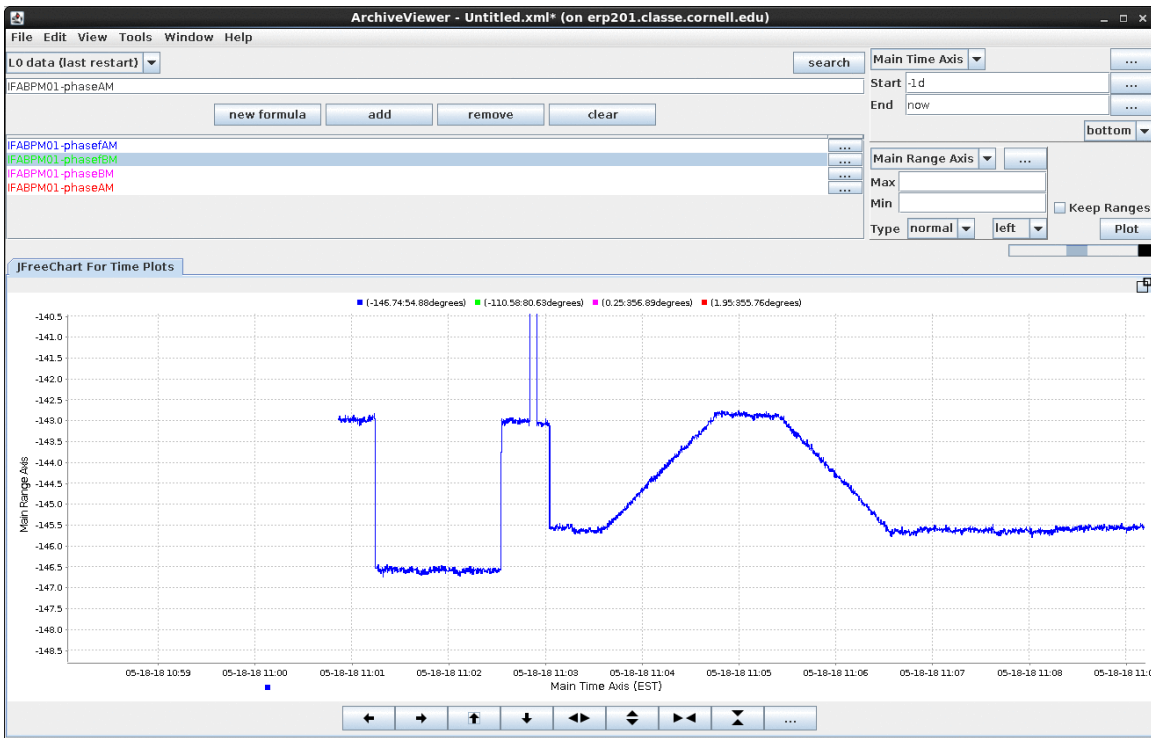 ArchiveViewer - Untitled.xml* (on erp201.classe.cornell.edu)
File Edit View Tools Window Help
L0 data (last restart)
search
IFABPM01-phaseAM
new formula add remove clear
IFABPM01-phasefAM ...
IFABPM01-phasefBM ...
IFABPM01-phaseBM ...
IFABPM01-phaseAM ...
Main Time Axis ...
Start -1d ...
End now ...
bottom
Main Range Axis ...
Max
Min
Keep Ranges
Type normal left Plot
JFreeChart For Time Plots
(-146.74:54.88degrees) (-110.58:80.63degrees) (0.25:356.89degrees) (1.95:355.76degrees)
-140.5
-141.0
-141.5
-142.0
-142.5
-143.0
-143.5
-144.0
-144.5
-145.0
-145.5
-146.0
-146.5
-147.0
-147.5
-148.0
-148.5
Main Range Axis
05-18-18 10:59 05-18-18 11:00 05-18-18 11:01 05-18-18 11:02 05-18-18 11:03 05-18-18 11:04 05-18-18 11:05 05-18-18 11:06 05-18-18 11:07 05-18-18 11:08 05-18-18 11:0
Main Time Axis (EST)
...